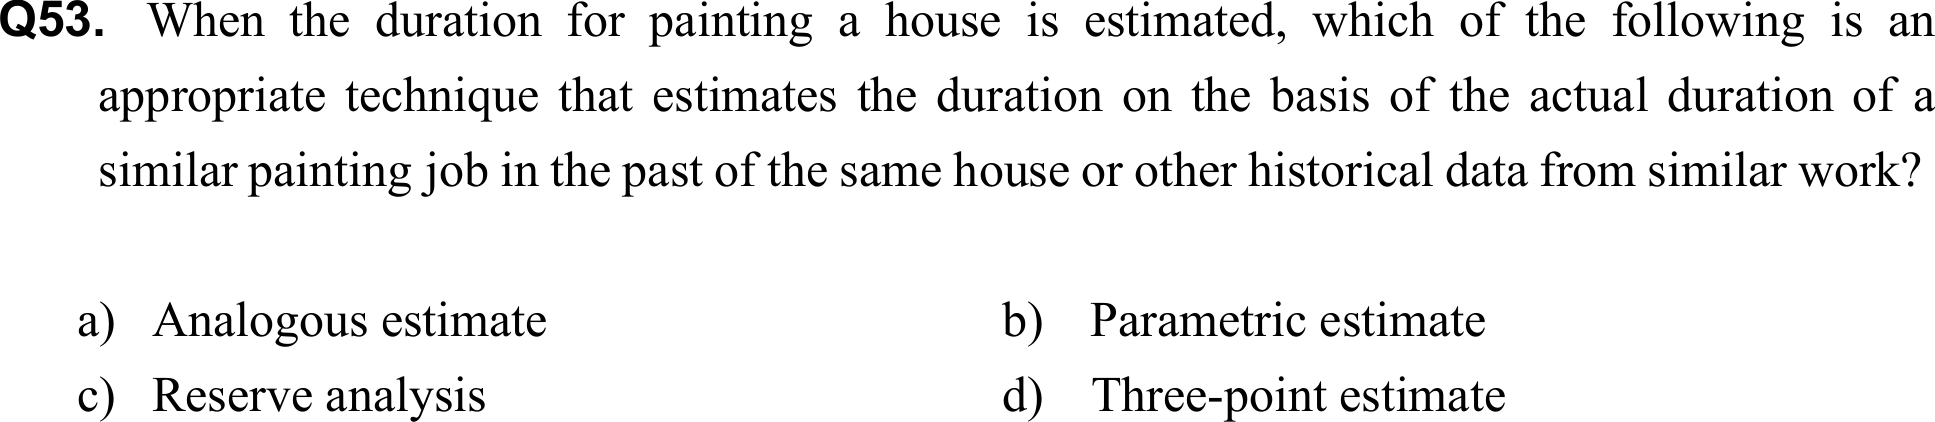 Q53. When the duration for painting a house is estimated, which of the following is an
appropriate technique that estimates the duration on the basis of the actual duration of a
similar painting job in the past of the same house or other historical data from similar work?
a) Analogous estimate b) Parametric estimate
c) Reserve analysis d) Three-point estimate